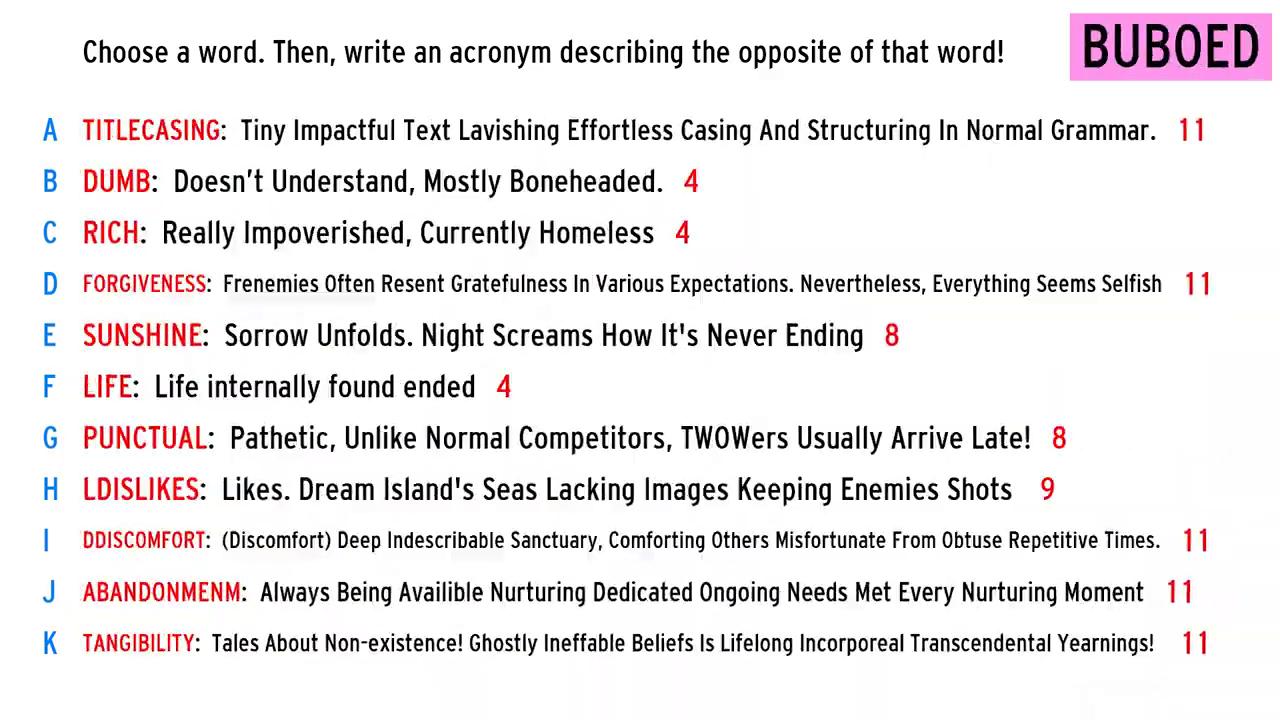 Choose a word. Then, write an acronym describing the opposite of that word! BUBOED
A TITLECASING: Tiny Impactful Text Lavishing Effortless Casing And Structuring In Normal Grammar. 11
B DUMB: Doesn't Understand, Mostly Boneheaded. 4
C RICH: Really Impoverished, Currently Homeless 4
D FORGIVENESS: Frenemies Often Resent Gratefulness In Various Expectations. Nevertheless, Everything Seems Selfish 11
E SUNSHINE: Sorrow Unfolds. Night Screams How It's Never Ending 8
F LIFE: Life internally found ended 4
G PUNCTUAL: Pathetic, Unlike Normal Competitors, TWOWers Usually Arrive Late! 8
H LDISLIKES: Likes. Dream Island's Seas Lacking Images Keeping Enemies Shots 9
I DDISCOMFORT: (Discomfort) Deep Indescribable Sanctuary, Comforting Others Misfortunate From Obtuse Repetitive Times. 11
J ABANDONMENM: Always Being Availible Nurturing Dedicated Ongoing Needs Met Every Nurturing Moment 11
K TANGIBILITY: Tales About Non-existence! Ghostly Ineffable Beliefs Is Lifelong Incorporeal Transcendental Yearnings! 11